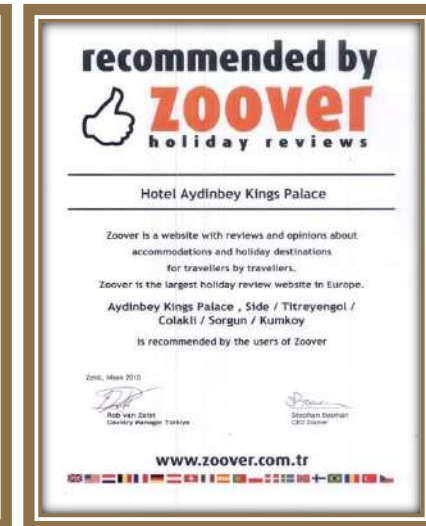 recommended by
zoover
holiday reviews
Hotel Aydinbey Kings Palace
Zoover is a website with reviews and opinions about
accommodations and holiday destinations
for travellers by travellers.
Zoover is the largest holiday review website in Europe.
Aydinbey Kings Palace , Side / Titreyengol /
Colakli / Sorgun / Kumkoy
is recommended by the users of Zoover
Zeist, Nisan 2010
Rob van Zelst
Country Manager Türkiye
Stephan Bosman
CEO Zoover
www.zoover.com.tr